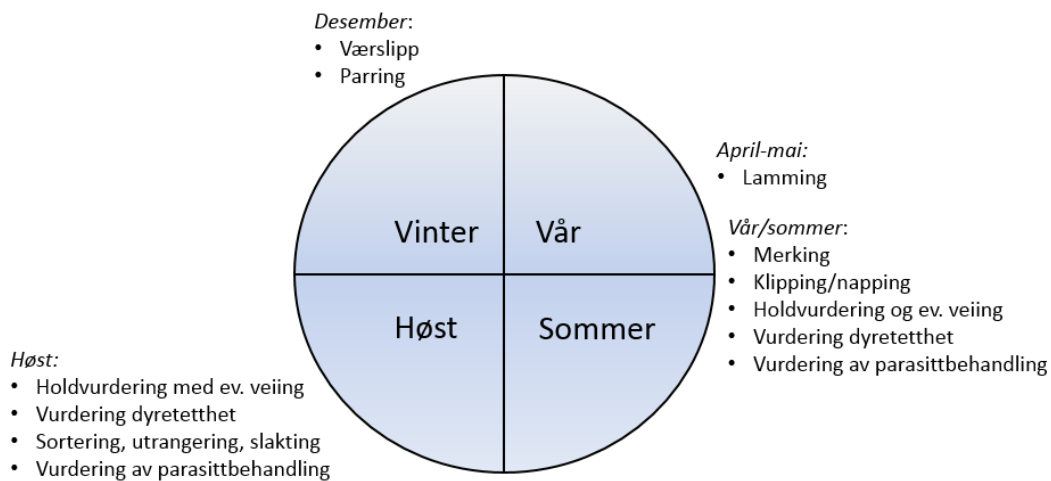 Desember:
• Værslipp
• Parring
April-mai:
• Lamming
Vinter
Vår
Vår/sommer:
• Merking
• Klipping/napping
• Holdvurdering og ev. veiing
• Vurdering dyretetthet
• Vurdering av parasittbehandling
Høst
Sommer
Høst:
• Holdvurdering med ev. veiing
• Vurdering dyretetthet
• Sortering, utrangering, slakting
• Vurdering av parasittbehandling